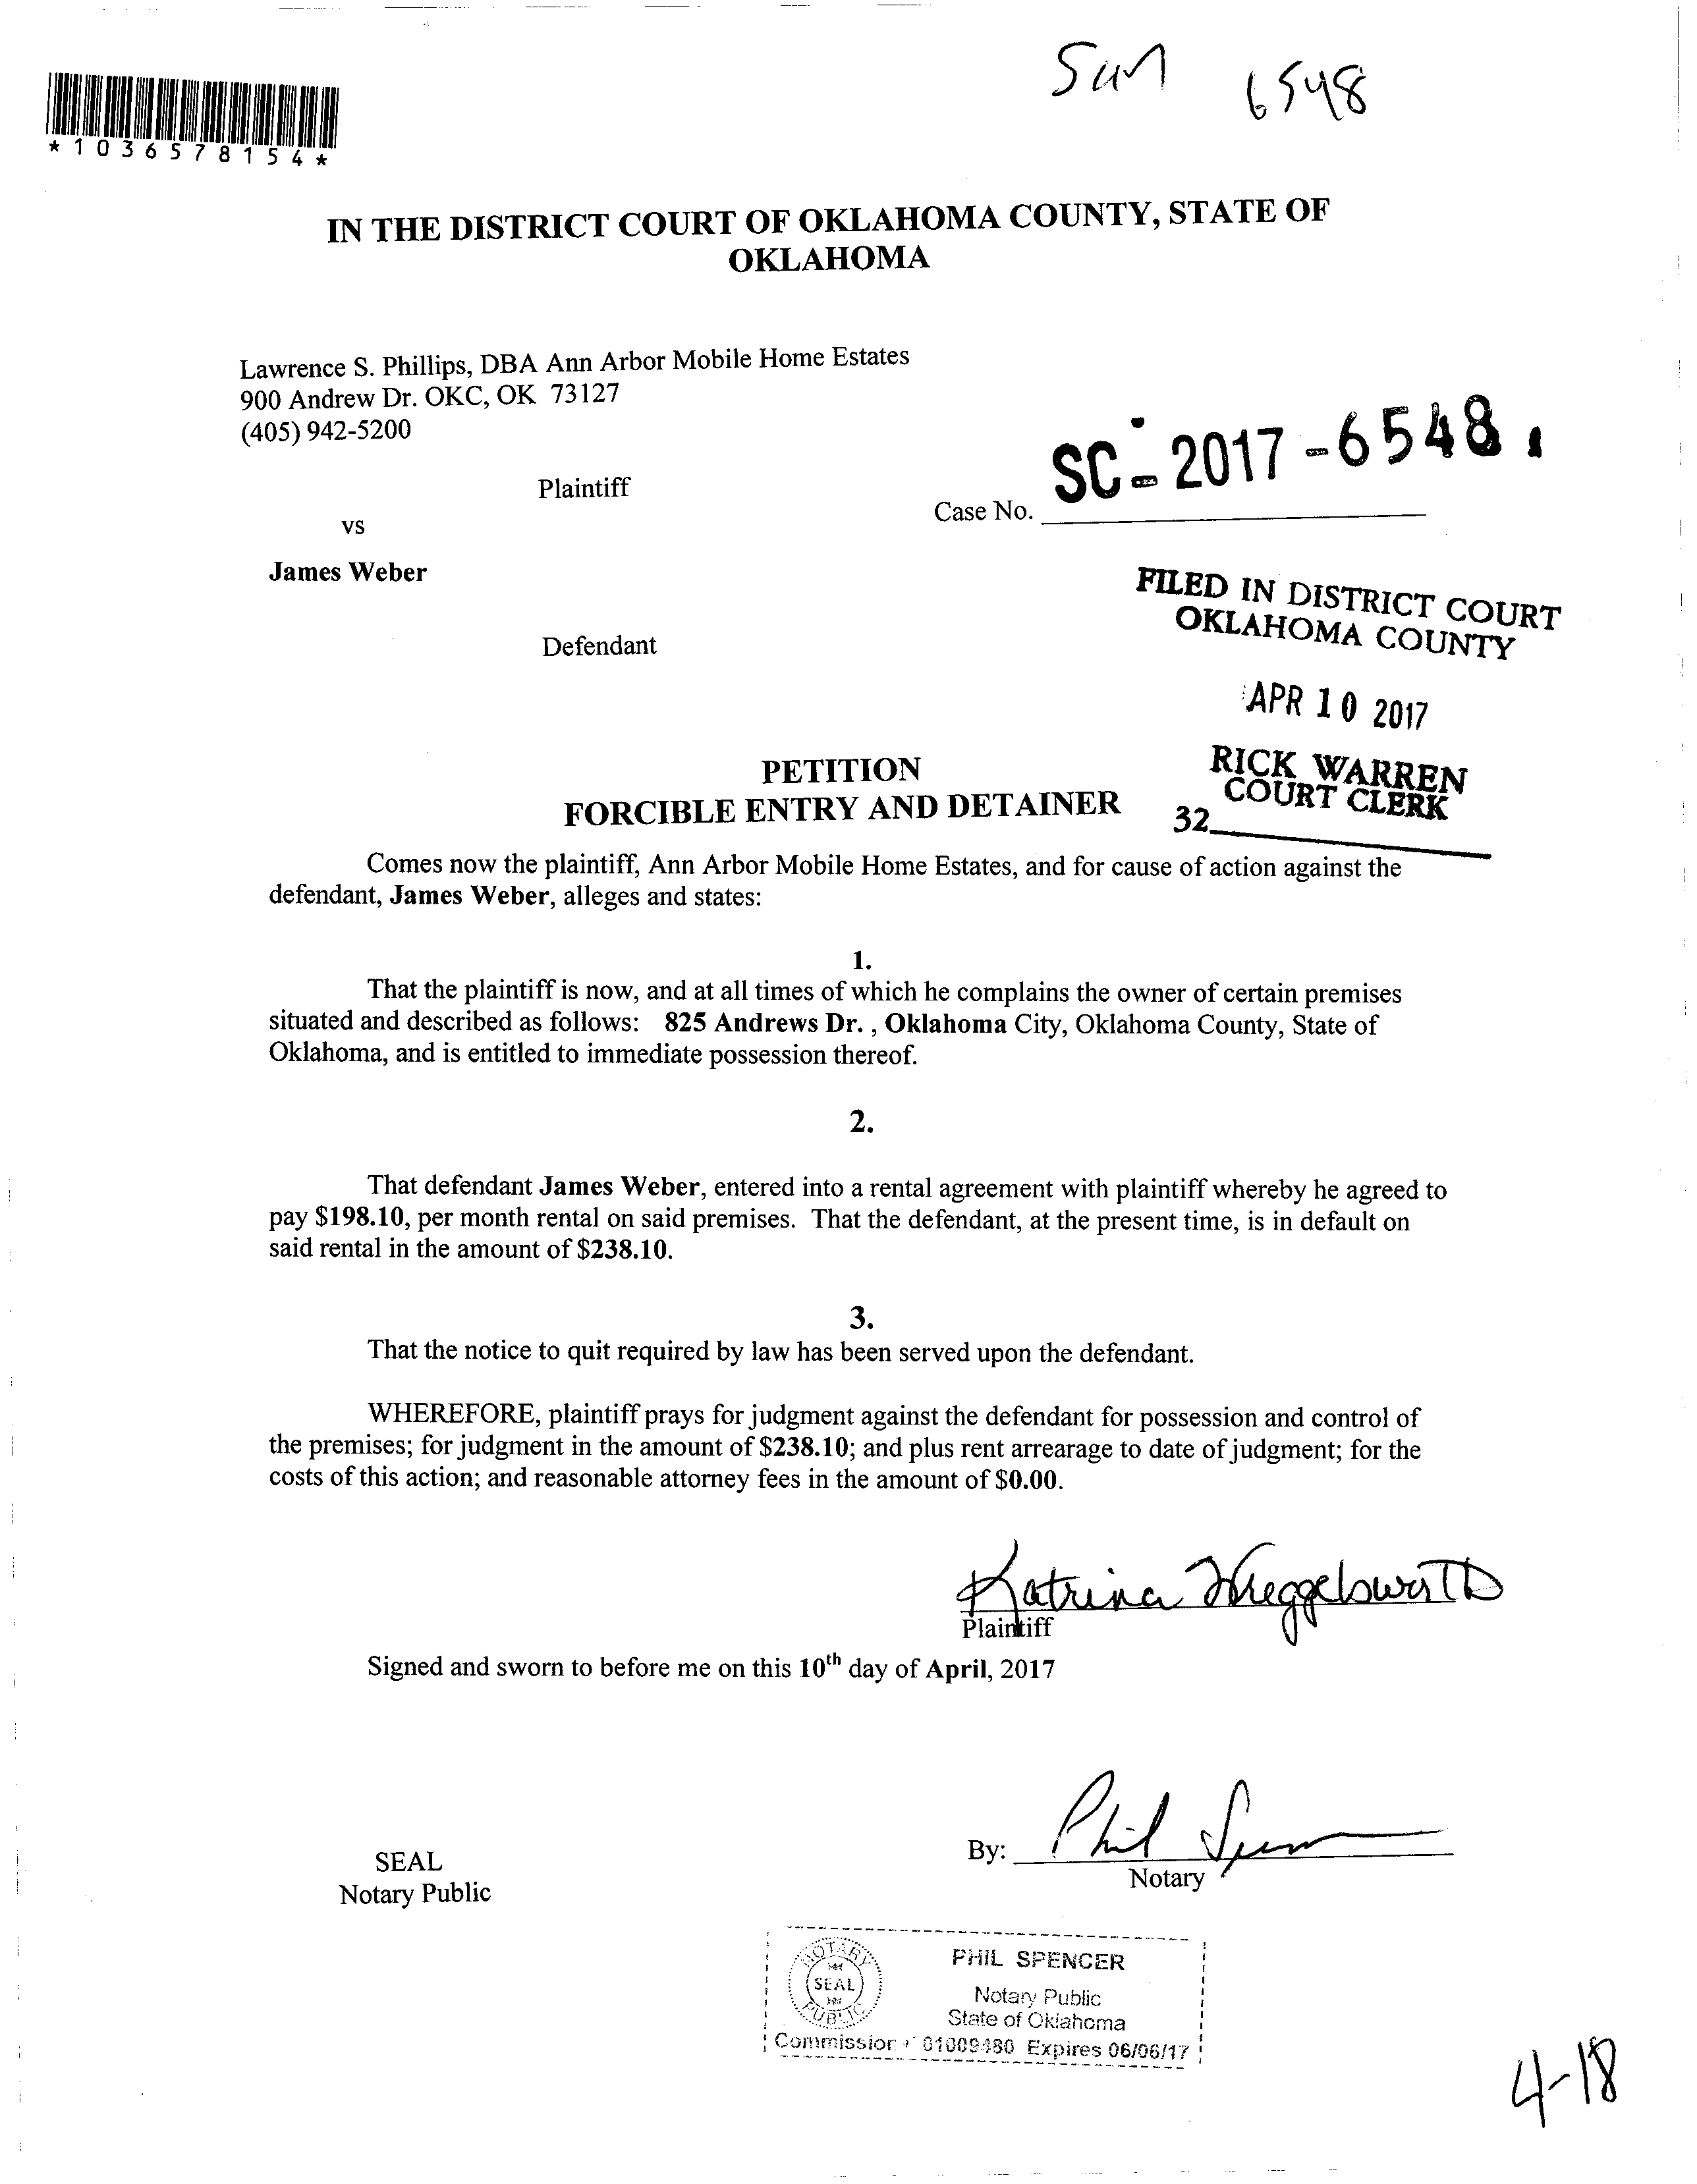 Sun 6548
*1036578154*
IN THE DISTRICT COURT OF OKLAHOMA COUNTY, STATE OF
OKLAHOMA
Lawrence S. Phillips, DBA Ann Arbor Mobile Home Estates
900 Andrew Dr. OKC, OK 73127
(405) 942-5200
Plaintiff
SC-2017-6548
Case No.
vs
James Weber
FILED IN DISTRICT COURT
OKLAHOMA COUNTY
Defendant
APR 10 2017
RICK WARREN
COURT CLERK
32
PETITION
FORCIBLE ENTRY AND DETAINER
Comes now the plaintiff, Ann Arbor Mobile Home Estates, and for cause of action against the
defendant, James Weber, alleges and states:
1.
That the plaintiff is now, and at all times of which he complains the owner of certain premises
situated and described as follows: 825 Andrews Dr. , Oklahoma City, Oklahoma County, State of
Oklahoma, and is entitled to immediate possession thereof.
2.
That defendant James Weber, entered into a rental agreement with plaintiff whereby he agreed to
pay $198.10, per month rental on said premises. That the defendant, at the present time, is in default on
said rental in the amount of $238.10.
3.
That the notice to quit required by law has been served upon the defendant.
WHEREFORE, plaintiff prays for judgment against the defendant for possession and control of
the premises; for judgment in the amount of $238.10; and plus rent arrearage to date of judgment; for the
costs of this action; and reasonable attorney fees in the amount of $0.00.
Katrina
Plaintiff
Signed and sworn to before me on this 10th day of April, 2017
By: Phil Spencer
Notary
SEAL
Notary Public
NOTARY
SEAL
PUBLIC
PHIL SPENCER
Notary Public
State of Oklahoma
Commission # 01009480 Expires 06/06/17
4-18